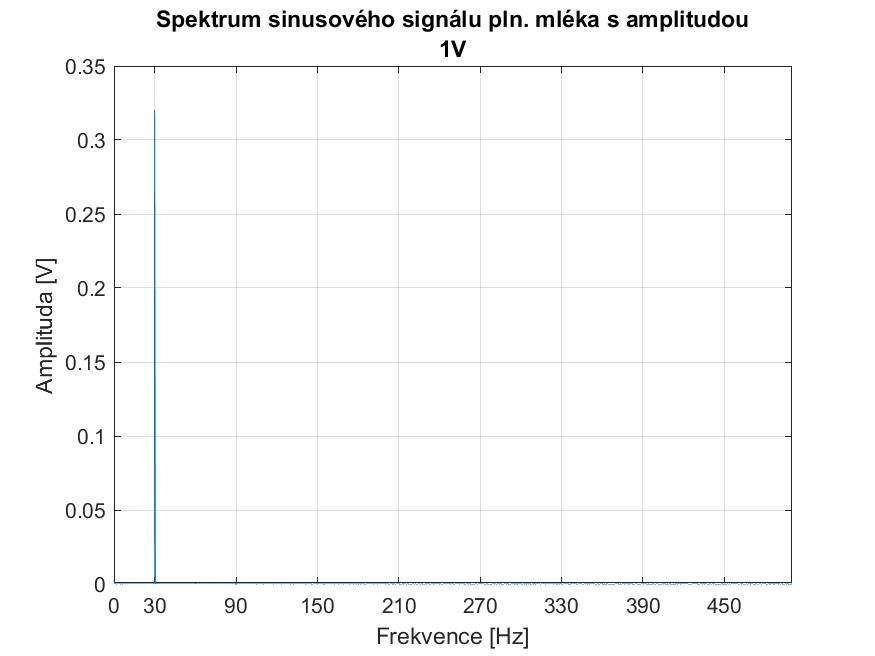 Spektrum sinusového signálu pln. mléka s amplitudou
1V
0.35
0.3
0.25
0.2
0.15
0.1
0.05
0
Amplituda [V]
0 30 90 150 210 270 330 390 450
Frekvence [Hz]